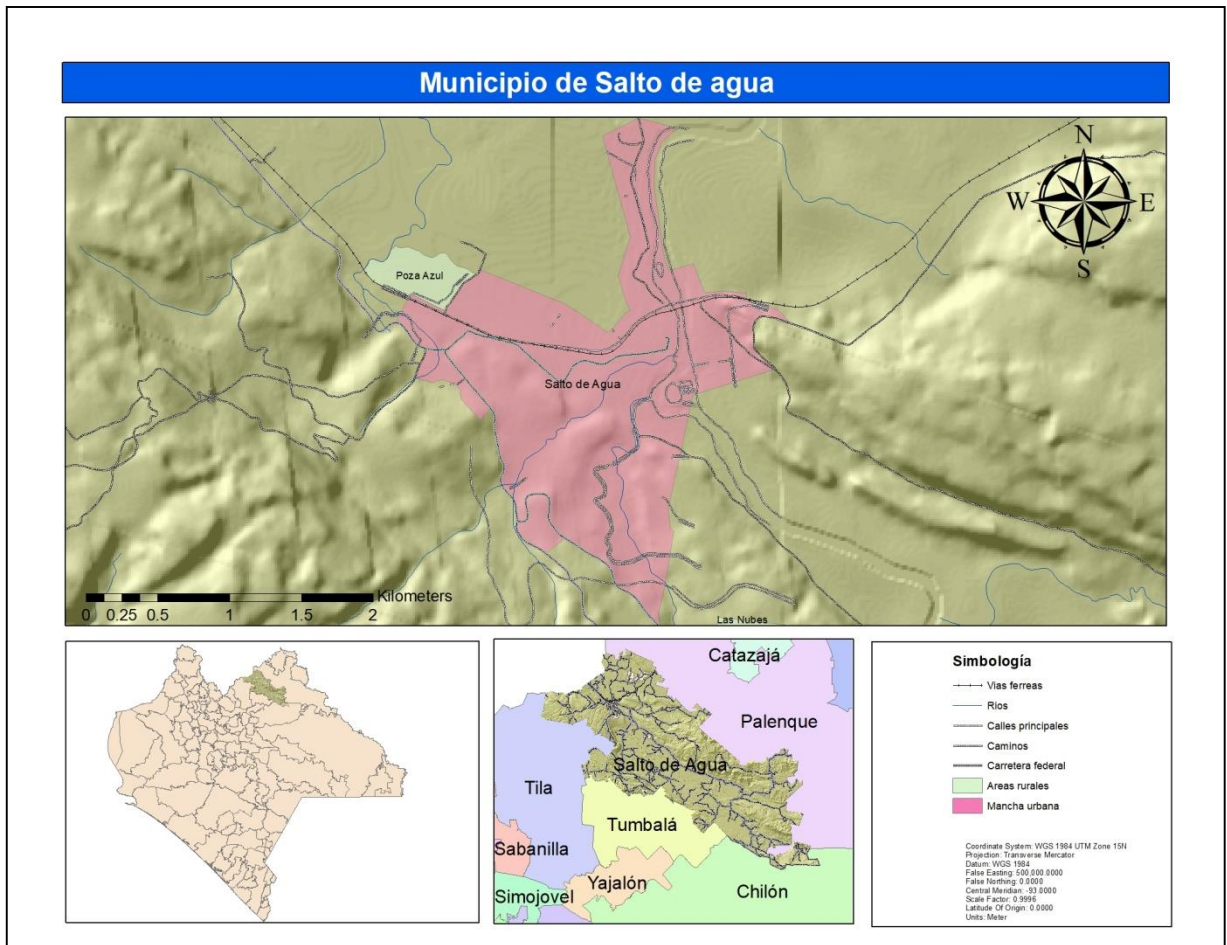 Municipio de Salto de agua
N
W E
S
Poza Azul
Salto de Agua
Las Nubes
Kilometers
0 0.25 0.5 1 2
Catazajá
Palenque
Salto de Agua
Tila
Tumbalá
Sabanilla
Yajalón
Simojovel
Chilón
Simbología
Vias ferreas
Rios
Calles principales
Caminos
Carretera federal
Areas rurales
Mancha urbana
Coordinate System: WGS 1984 UTM Zone 15N
Projection: Transverse Mercator
Datum: WGS 1984
False Easting: 500,000.0000
False Northing: 0.0000
Central Meridian: -93.0000
Scale Factor: 0.9996
Latitude Of Origin: 0.0000
Units: Meter